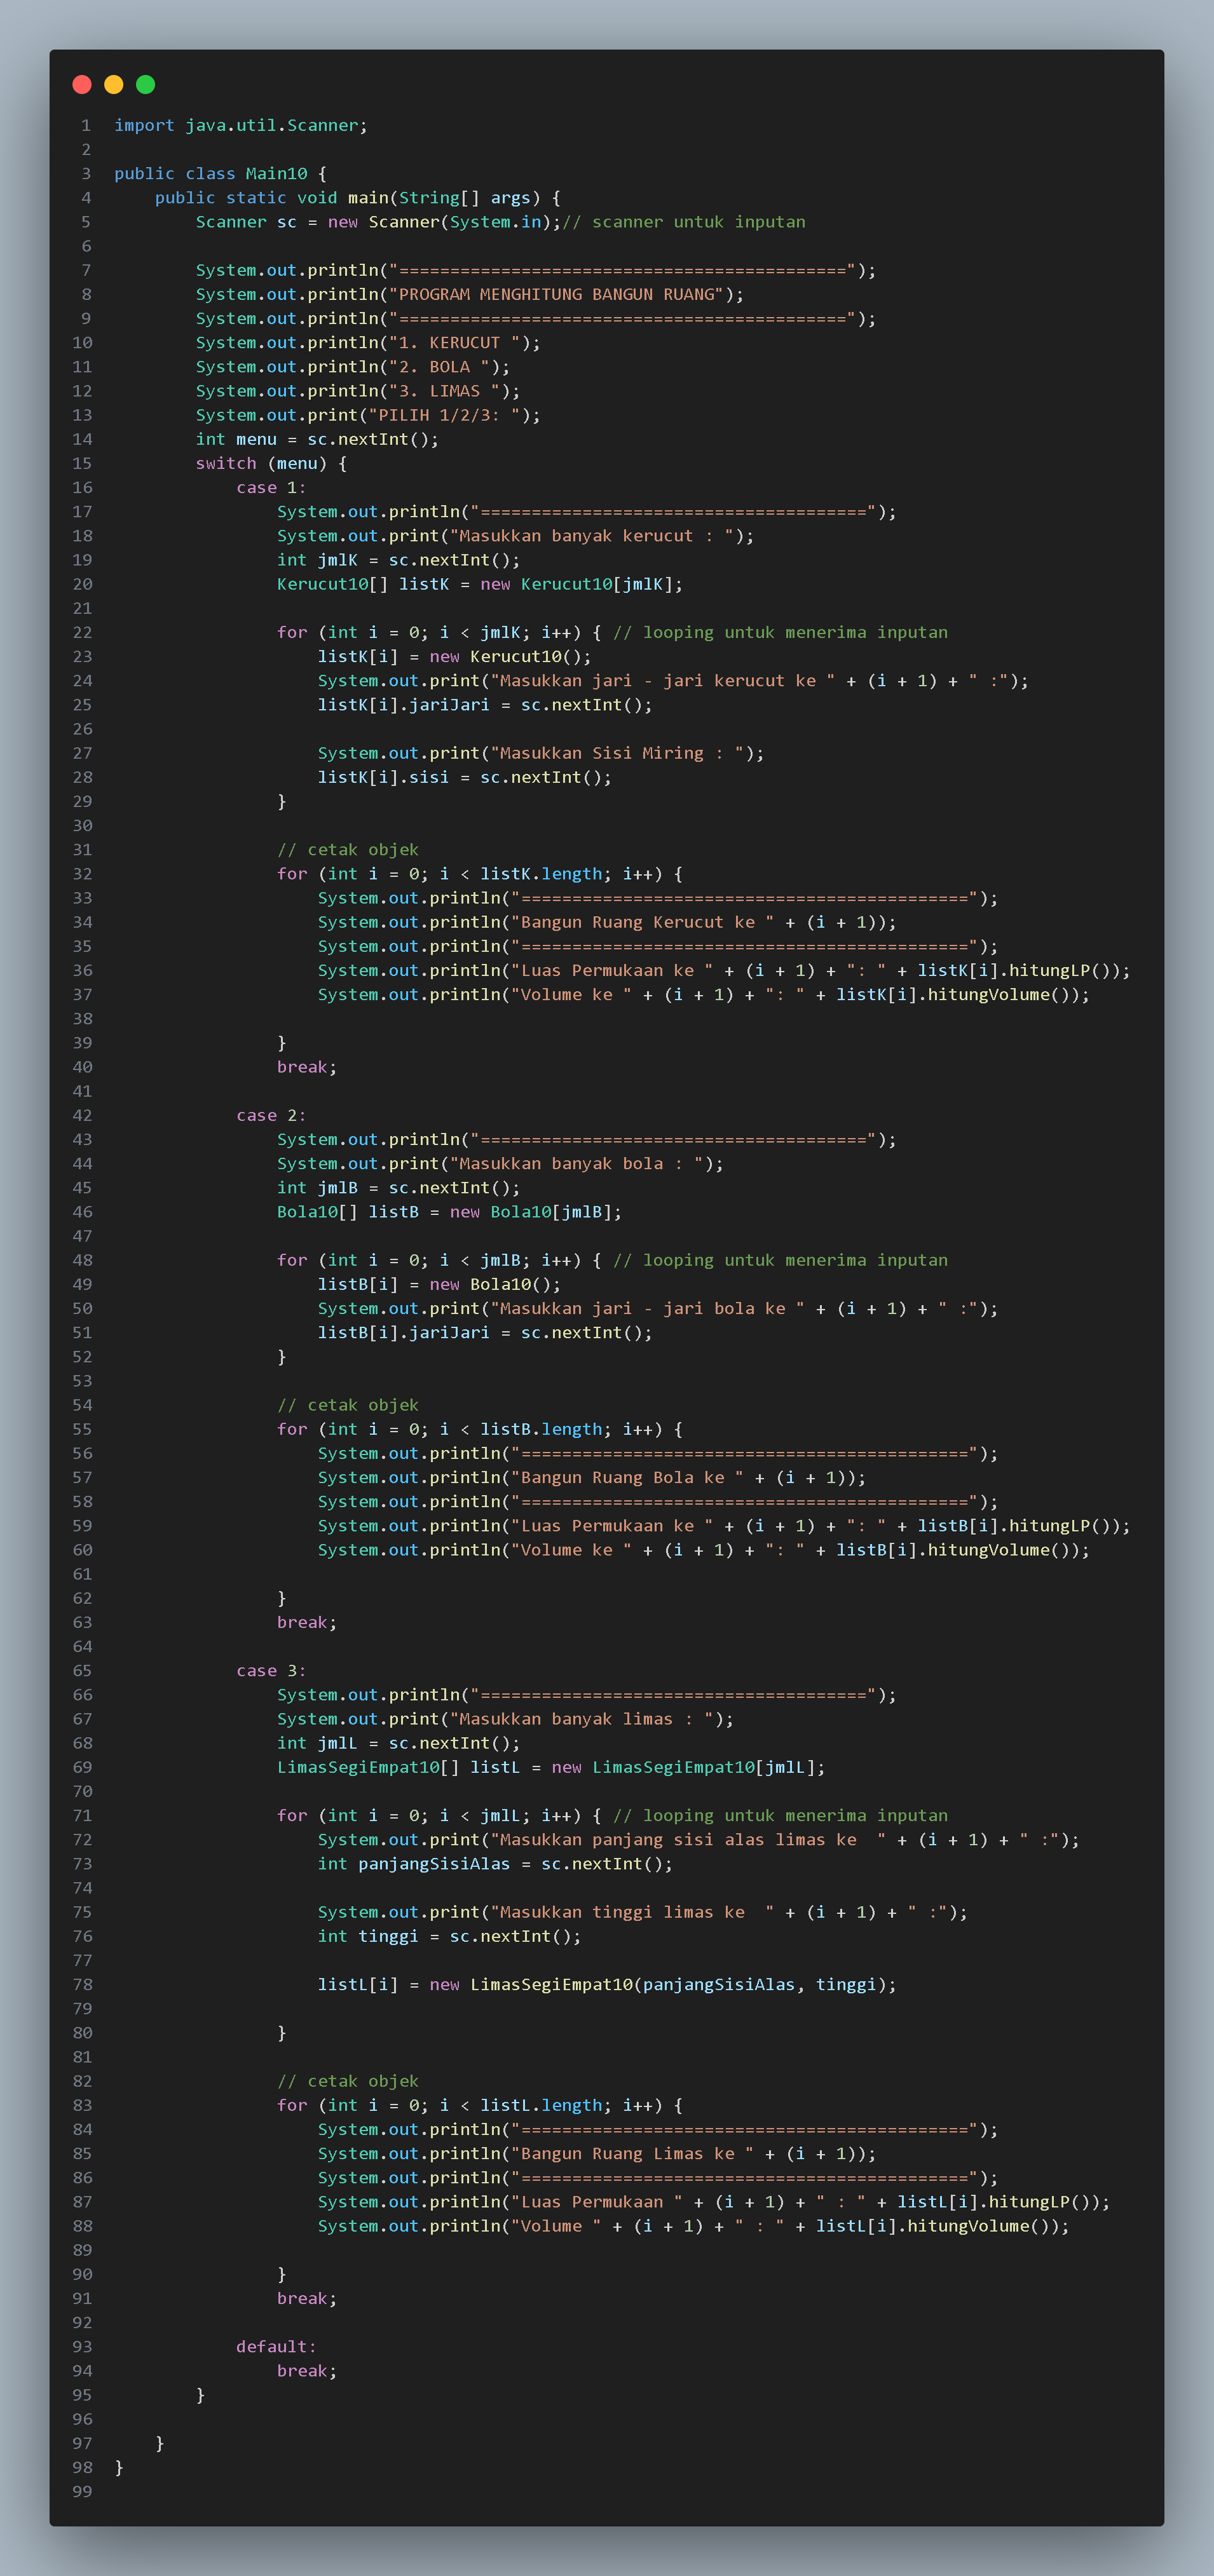 1 import java.util.Scanner;
2
3 public class Main10 {
4     public static void main(String[] args) {
5         Scanner sc = new Scanner(System.in);// scanner untuk inputan
6
7         System.out.println("============================================");
8         System.out.println("PROGRAM MENGHITUNG BANGUN RUANG");
9         System.out.println("============================================");
10         System.out.println("1. KERUCUT ");
11         System.out.println("2. BOLA ");
12         System.out.println("3. LIMAS ");
13         System.out.print("PILIH 1/2/3: ");
14         int menu = sc.nextInt();
15         switch (menu) {
16             case 1:
17                 System.out.println("======================================");
18                 System.out.print("Masukkan banyak kerucut : ");
19                 int jmlK = sc.nextInt();
20                 Kerucut10[] listK = new Kerucut10[jmlK];
21
22                 for (int i = 0; i < jmlK; i++) { // looping untuk menerima inputan
23                     listK[i] = new Kerucut10();
24                     System.out.print("Masukkan jari - jari kerucut ke " + (i + 1) + " :");
25                     listK[i].jariJari = sc.nextInt();
26
27                     System.out.print("Masukkan Sisi Miring : ");
28                     listK[i].sisi = sc.nextInt();
29                 }
30
31                 // cetak objek
32                 for (int i = 0; i < listK.length; i++) {
33                     System.out.println("============================================");
34                     System.out.println("Bangun Ruang Kerucut ke " + (i + 1));
35                     System.out.println("============================================");
36                     System.out.println("Luas Permukaan ke " + (i + 1) + ": " + listK[i].hitungLP());
37                     System.out.println("Volume ke " + (i + 1) + ": " + listK[i].hitungVolume());
38
39                 }
40                 break;
41
42             case 2:
43                 System.out.println("======================================");
44                 System.out.print("Masukkan banyak bola : ");
45                 int jmlB = sc.nextInt();
46                 Bola10[] listB = new Bola10[jmlB];
47
48                 for (int i = 0; i < jmlB; i++) { // looping untuk menerima inputan
49                     listB[i] = new Bola10();
50                     System.out.print("Masukkan jari - jari bola ke " + (i + 1) + " :");
51                     listB[i].jariJari = sc.nextInt();
52                 }
53
54                 // cetak objek
55                 for (int i = 0; i < listB.length; i++) {
56                     System.out.println("============================================");
57                     System.out.println("Bangun Ruang Bola ke " + (i + 1));
58                     System.out.println("============================================");
59                     System.out.println("Luas Permukaan ke " + (i + 1) + ": " + listB[i].hitungLP());
60                     System.out.println("Volume ke " + (i + 1) + ": " + listB[i].hitungVolume());
61
62                 }
63                 break;
64
65             case 3:
66                 System.out.println("======================================");
67                 System.out.print("Masukkan banyak limas : ");
68                 int jmlL = sc.nextInt();
69                 LimasSegiEmpat10[] listL = new LimasSegiEmpat10[jmlL];
70
71                 for (int i = 0; i < jmlL; i++) { // looping untuk menerima inputan
72                     System.out.print("Masukkan panjang sisi alas limas ke  " + (i + 1) + " :");
73                     int panjangSisiAlas = sc.nextInt();
74
75                     System.out.print("Masukkan tinggi limas ke  " + (i + 1) + " :");
76                     int tinggi = sc.nextInt();
77
78                     listL[i] = new LimasSegiEmpat10(panjangSisiAlas, tinggi);
79
80                 }
81
82                 // cetak objek
83                 for (int i = 0; i < listL.length; i++) {
84                     System.out.println("============================================");
85                     System.out.println("Bangun Ruang Limas ke " + (i + 1));
86                     System.out.println("============================================");
87                     System.out.println("Luas Permukaan " + (i + 1) + " : " + listL[i].hitungLP());
88                     System.out.println("Volume " + (i + 1) + " : " + listL[i].hitungVolume());
89
90                 }
91                 break;
92
93             default:
94                 break;
95         }
96
97     }
98 }
99